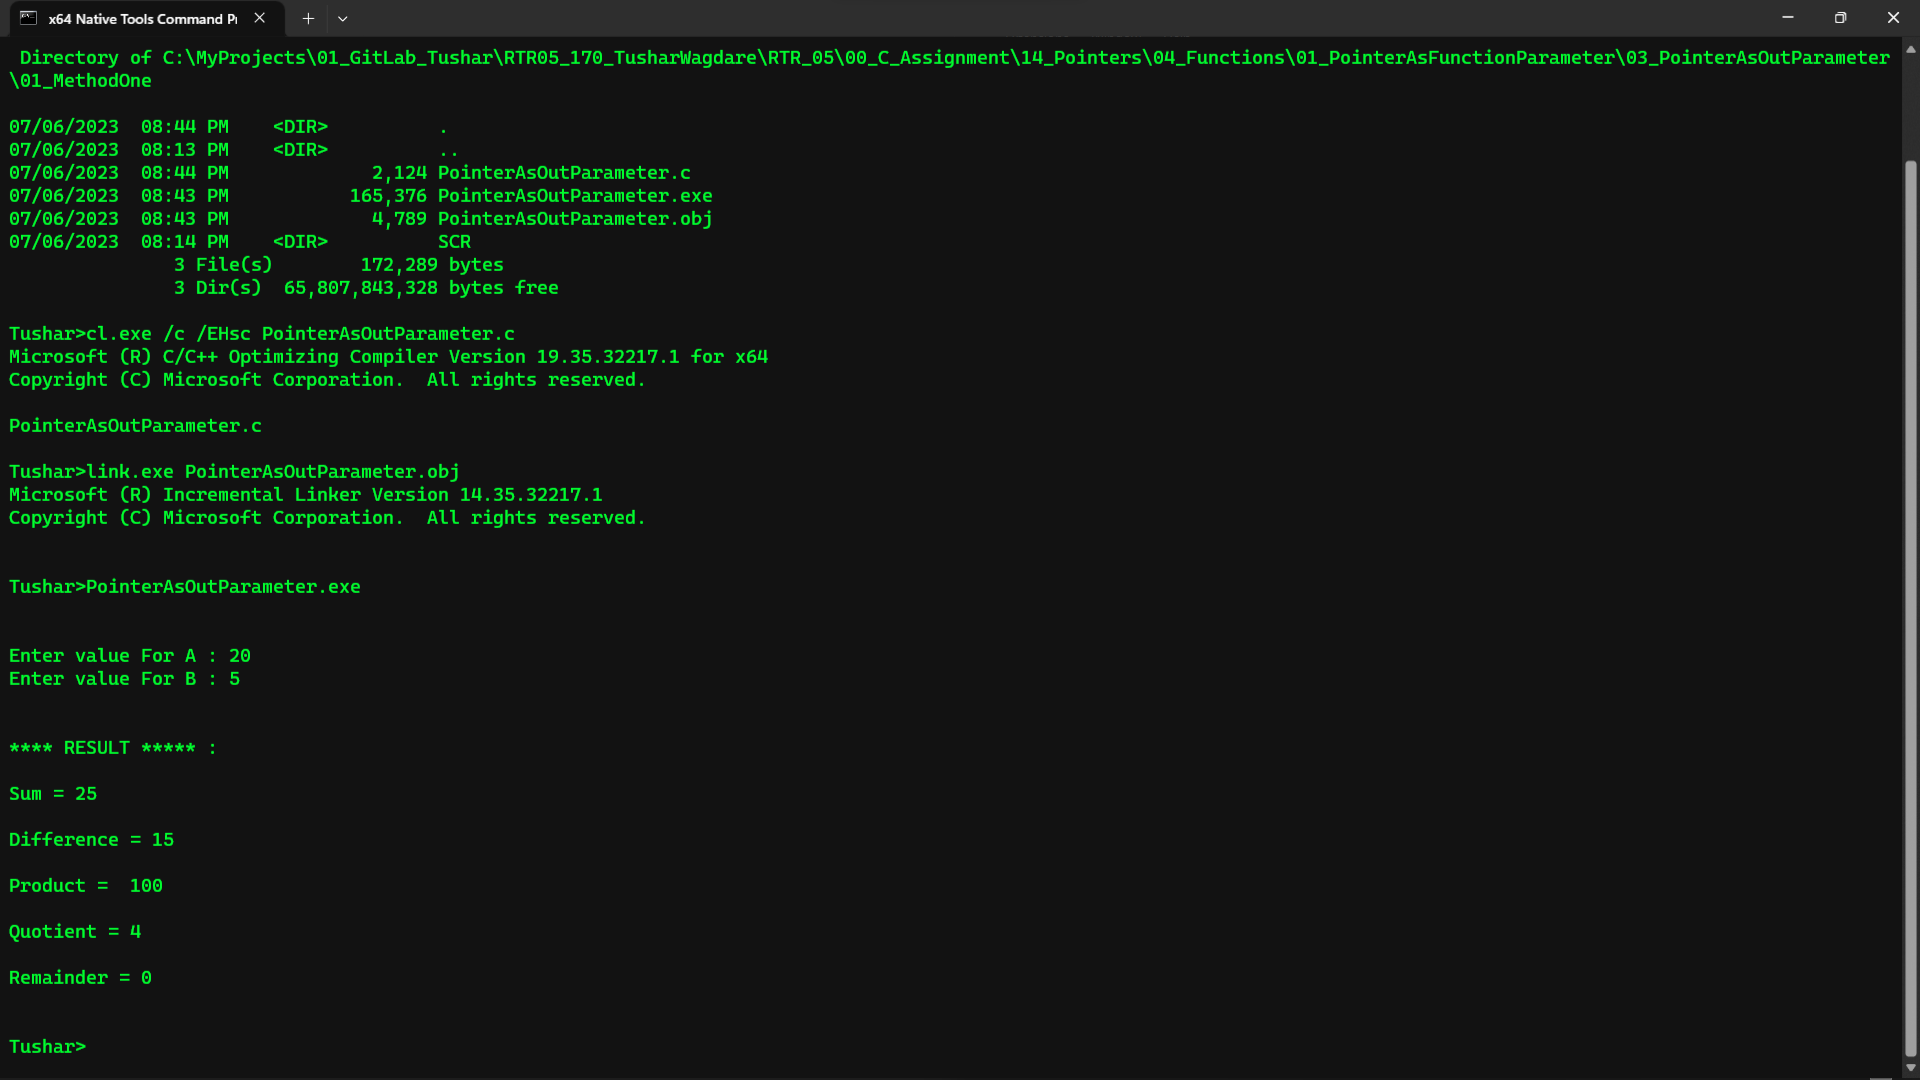 x64 Native Tools Command P
Directory of C:\MyProjects\01_GitLab_Tushar\RTR05_170_TusharWagdare\RTR_05\00_C_Assignment\14_Pointers\04_Functions\01_PointerAsFunctionParameter\03_PointerAsOutParameter
\01_MethodOne
07/06/2023  08:44 PM    <DIR>          .
07/06/2023  08:13 PM    <DIR>          ..
07/06/2023  08:44 PM             2,124 PointerAsOutParameter.c
07/06/2023  08:43 PM           165,376 PointerAsOutParameter.exe
07/06/2023  08:43 PM             4,789 PointerAsOutParameter.obj
07/06/2023  08:14 PM    <DIR>          SCR
3 File(s)        172,289 bytes
3 Dir(s)  65,807,843,328 bytes free
Tushar>cl.exe /c /EHsc PointerAsOutParameter.c
Microsoft (R) C/C++ Optimizing Compiler Version 19.35.32217.1 for x64
Copyright (C) Microsoft Corporation.  All rights reserved.
PointerAsOutParameter.c
Tushar>link.exe PointerAsOutParameter.obj
Microsoft (R) Incremental Linker Version 14.35.32217.1
Copyright (C) Microsoft Corporation.  All rights reserved.
Tushar>PointerAsOutParameter.exe
Enter value For A : 20
Enter value For B : 5
**** RESULT ***** :
Sum = 25
Difference = 15
Product =  100
Quotient = 4
Remainder = 0
Tushar>